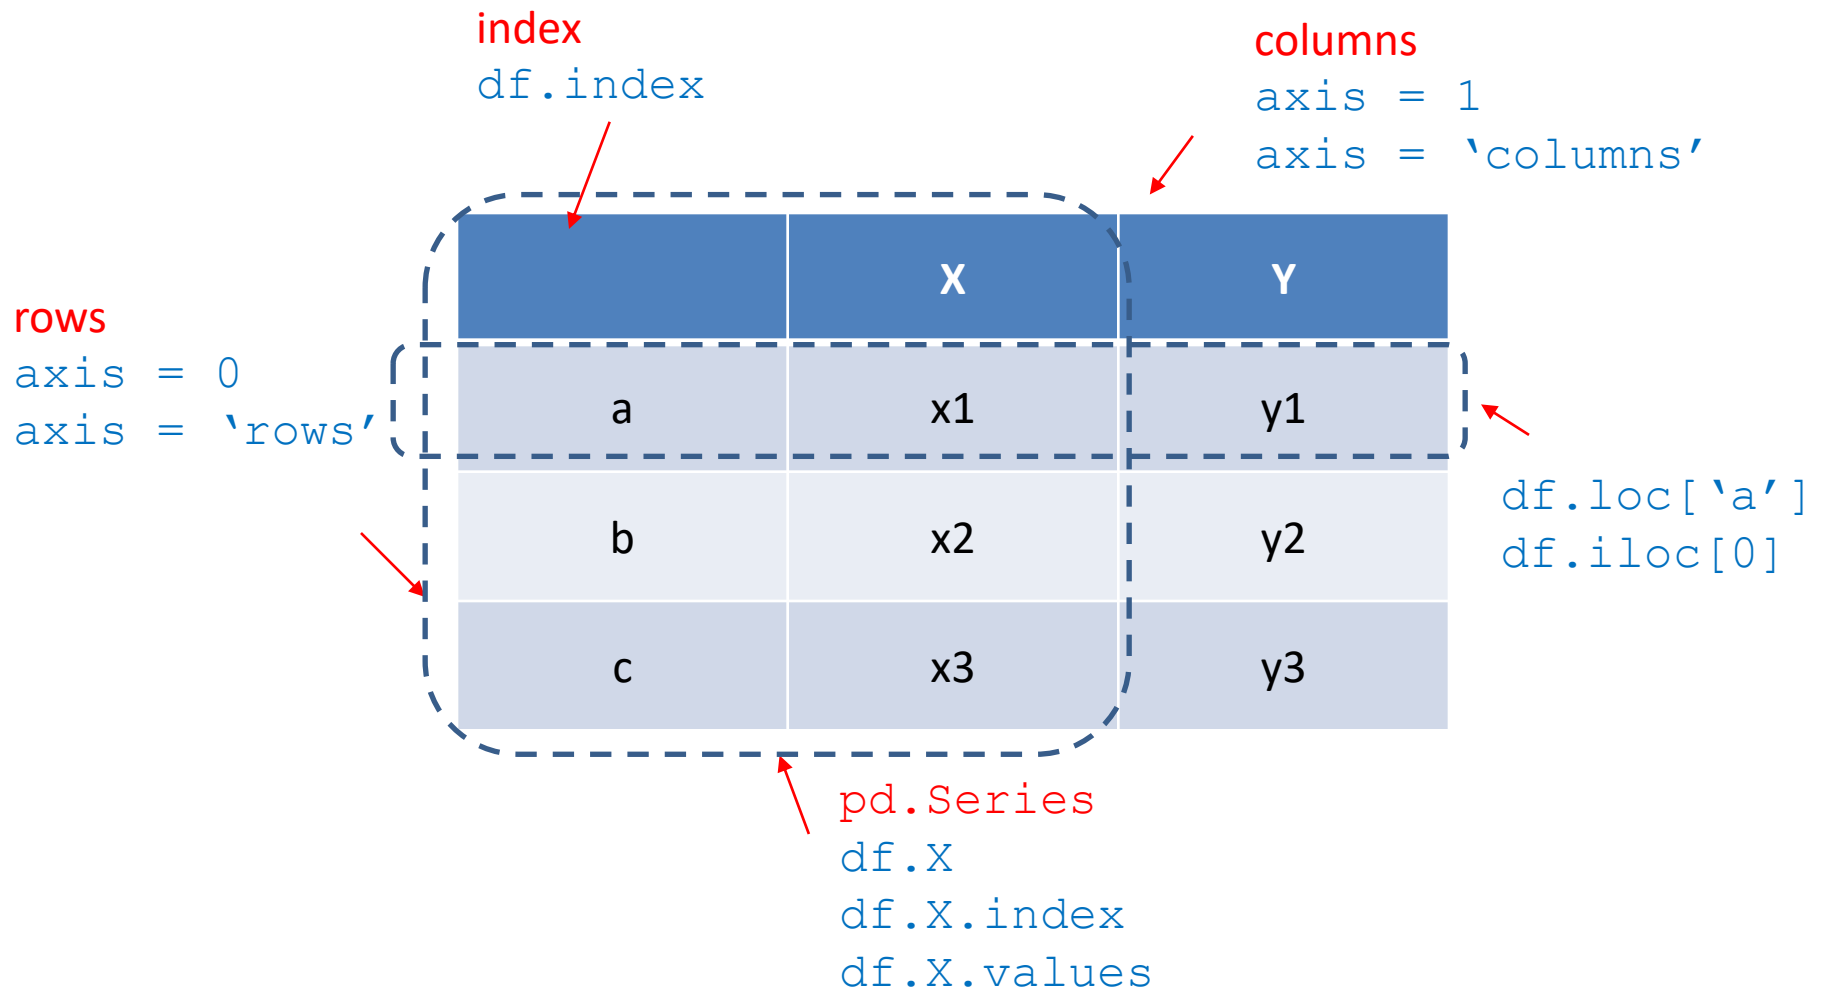 index
df.index
columns
axis = 1
axis = ‵columns′
rows
axis = 0
axis = ‵rows′
X Y
a x1 y1
b x2 y2
c x3 y3
df.loc[‵a′]
df.iloc[0]
pd.Series
df.X
df.X.index
df.X.values